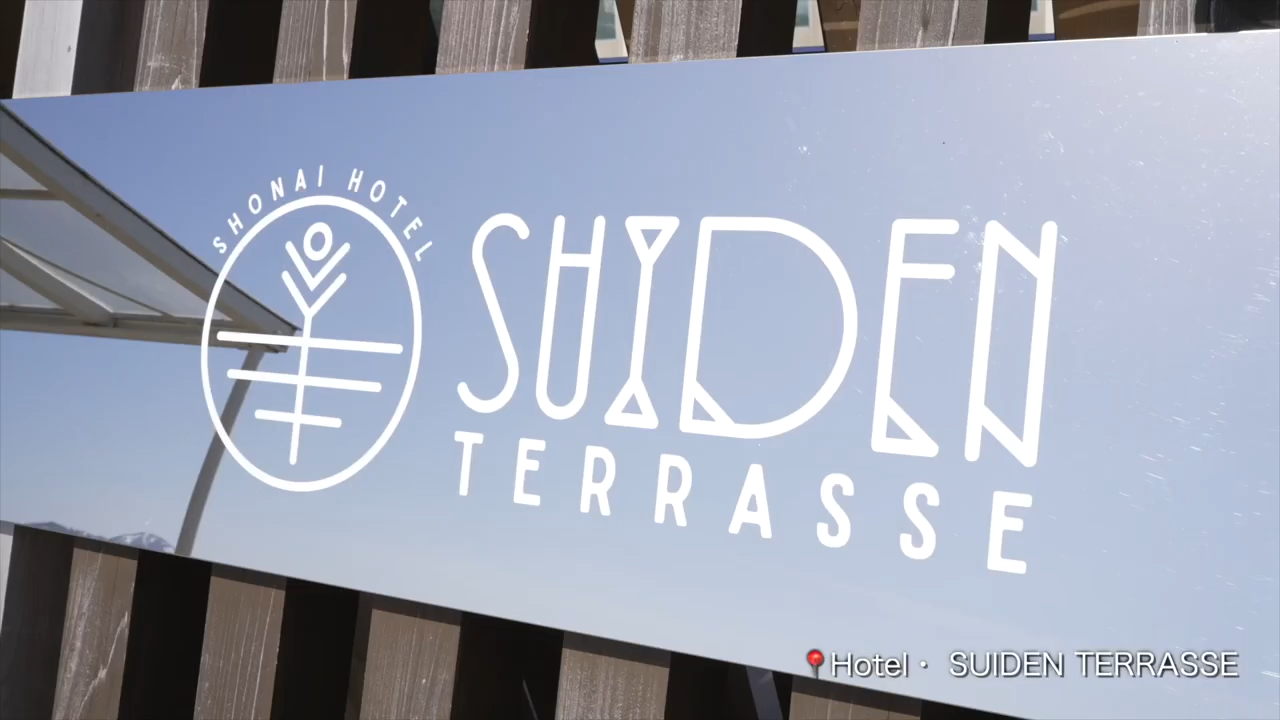 SHONAI HOTEL
SUIDEN
TERRASSE
📍Hotel・ SUIDEN TERRASSE